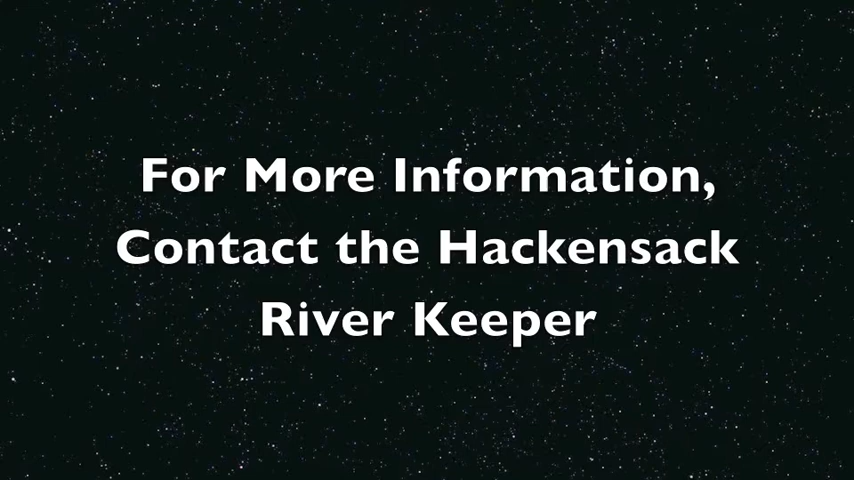 For More Information,
Contact the Hackensack
River Keeper